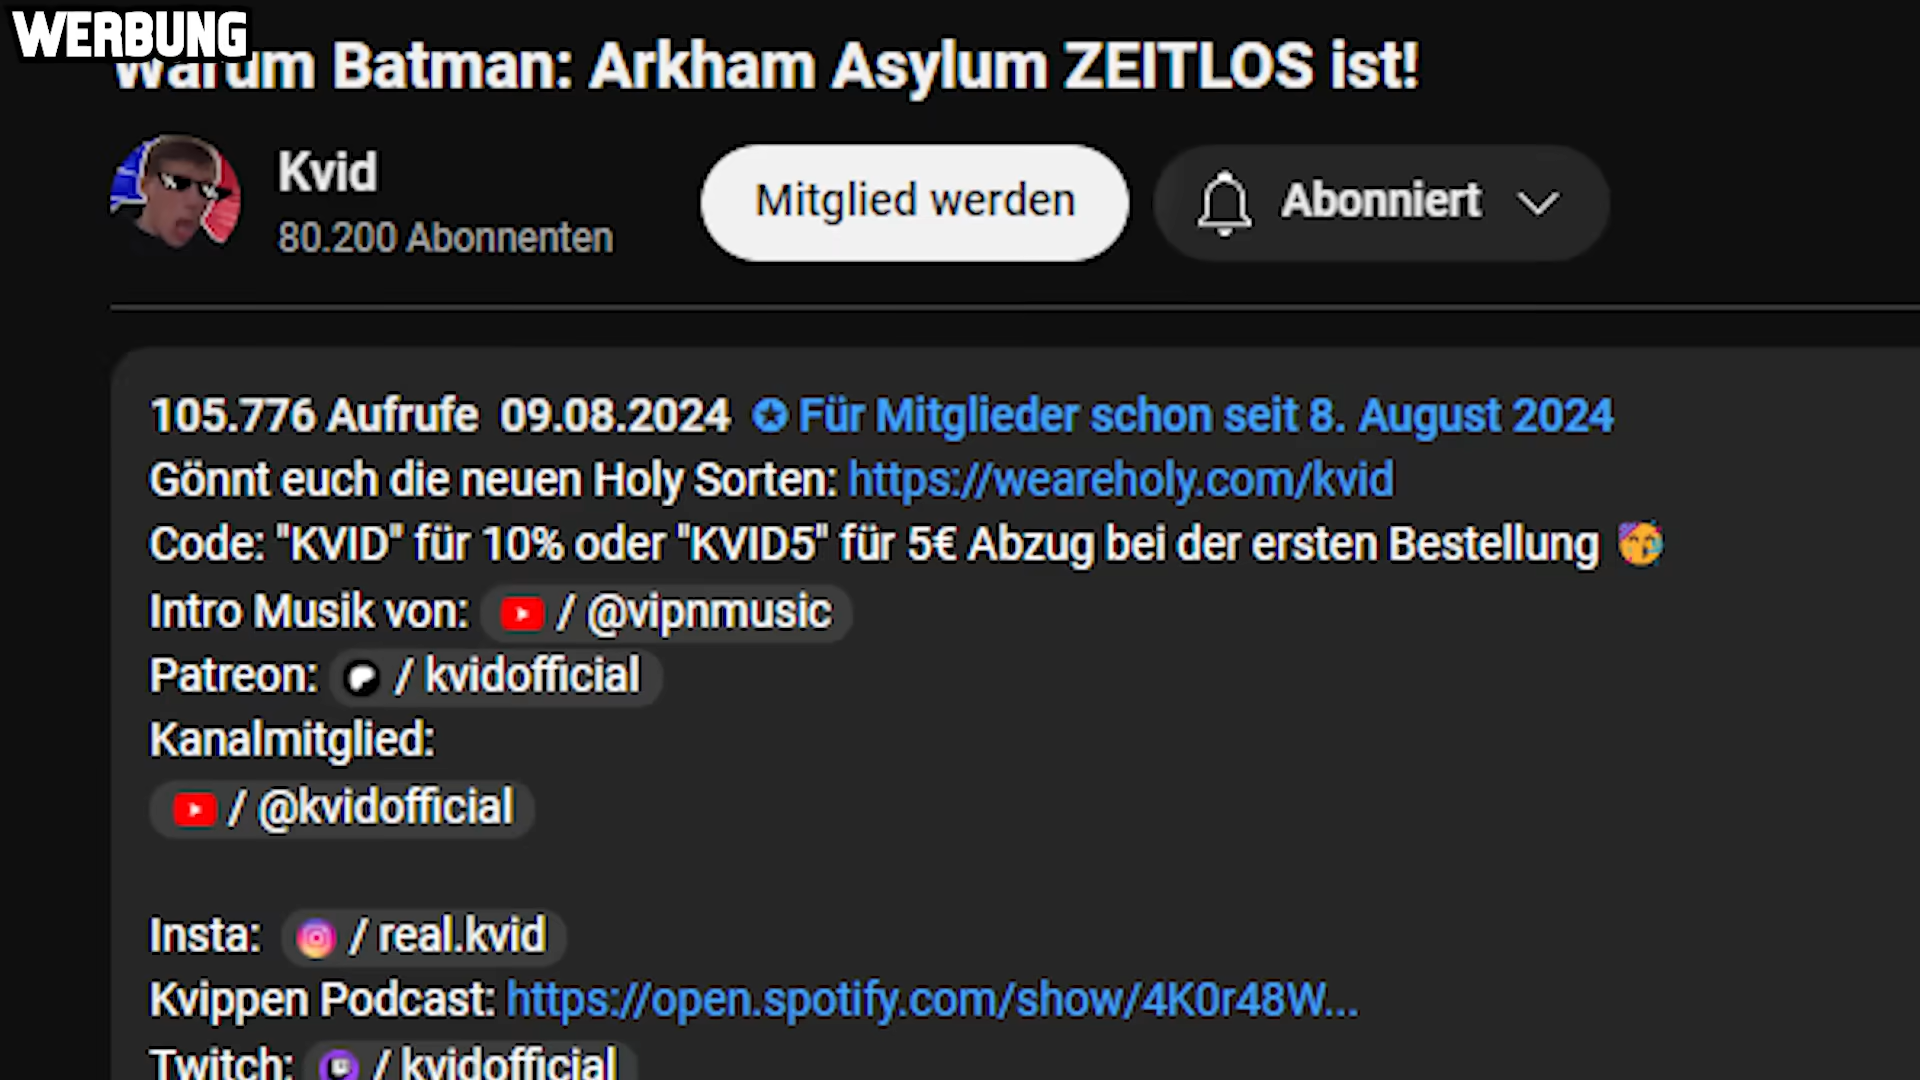 WERBUNG
Warum Batman: Arkham Asylum ZEITLOS ist!
Kvid
80.200 Abonnenten
Mitglied werden
Abonniert
105.776 Aufrufe 09.08.2024 Für Mitglieder schon seit 8. August 2024
Gönnt euch die neuen Holy Sorten: https://weareholy.com/kvid
Code: "KVID" für 10% oder "KVID5" für 5€ Abzug bei der ersten Bestellung 🥳
Intro Musik von: / @vipnmusic
Patreon: / kvidofficial
Kanalmitglied:
/ @kvidofficial
Insta: / real.kvid
Kvippen Podcast: https://open.spotify.com/show/4K0r48W...
Twitch: / kvidofficial